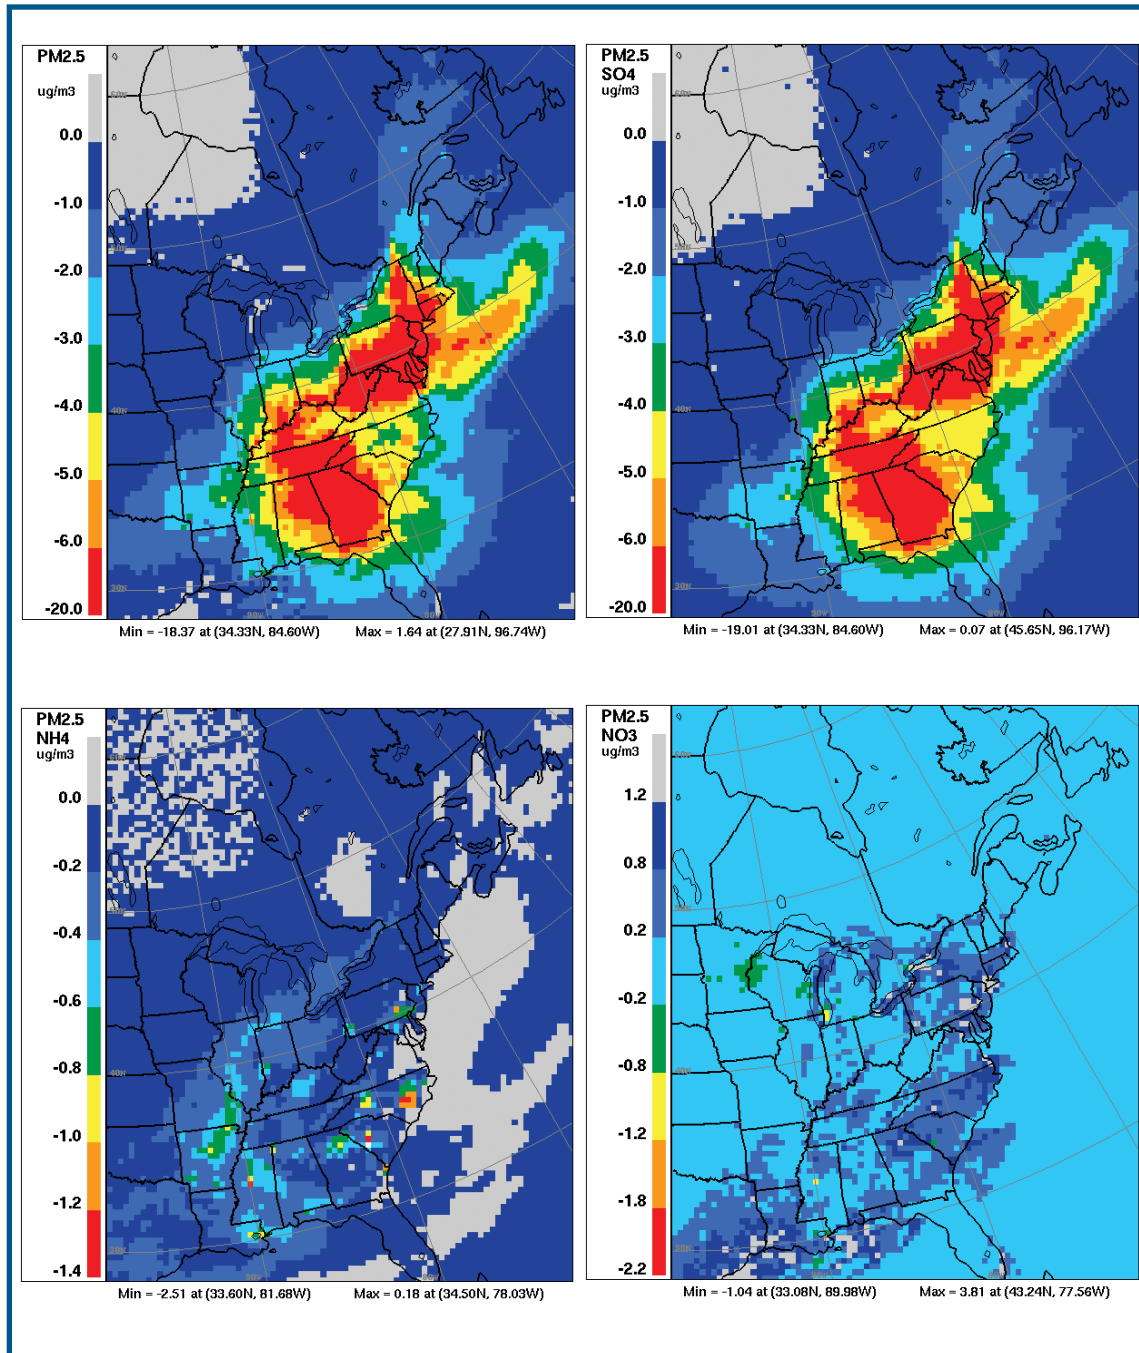 PM2.5
ug/m3
0.0
-1.0
-2.0
-3.0
-4.0
-5.0
-6.0
-20.0
Min = -18.37 at (34.33N, 84.60W) Max = 1.64 at (27.91N, 96.74W)
PM2.5
SO4
ug/m3
0.0
-1.0
-2.0
-3.0
-4.0
-5.0
-6.0
-20.0
Min = -19.01 at (34.33N, 84.60W) Max = 0.07 at (45.65N, 96.17W)
PM2.5
NH4
ug/m3
0.0
-0.2
-0.4
-0.6
-0.8
-1.0
-1.2
-1.4
Min = -2.51 at (33.60N, 81.68W) Max = 0.18 at (34.50N, 78.03W)
PM2.5
NO3
ug/m3
1.2
0.8
0.2
-0.2
-0.8
-1.2
-1.8
-2.2
Min = -1.04 at (33.08N, 89.98W) Max = 3.81 at (43.24N, 77.56W)